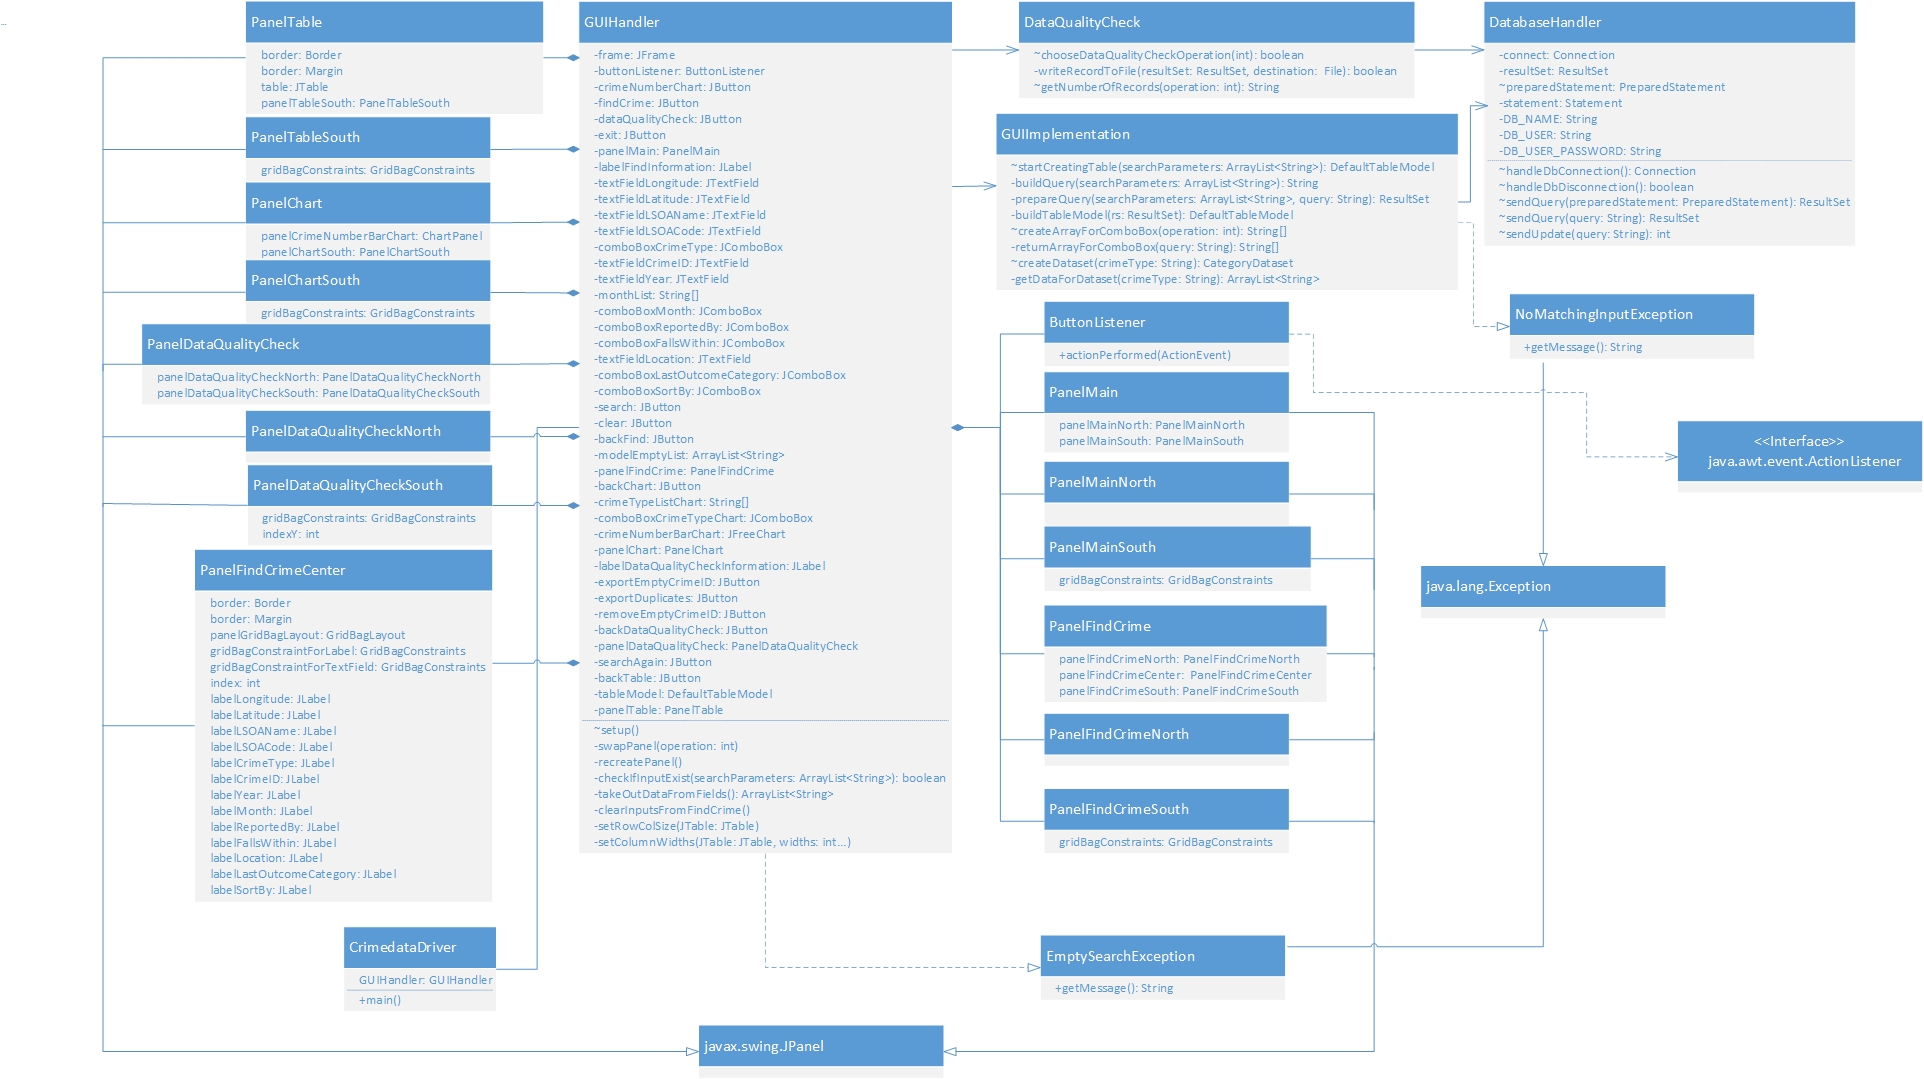 PanelTable
border: Border
border: Margin
table: JTable
panelTableSouth: PanelTableSouth
PanelTableSouth
gridBagConstraints: GridBagConstraints
PanelChart
panelCrimeNumberBarChart: ChartPanel
panelChartSouth: PanelChartSouth
PanelChartSouth
gridBagConstraints: GridBagConstraints
PanelDataQualityCheck
panelDataQualityCheckNorth: PanelDataQualityCheckNorth
panelDataQualityCheckSouth: PanelDataQualityCheckSouth
PanelDataQualityCheckNorth
PanelDataQualityCheckSouth
gridBagConstraints: GridBagConstraints
indexY: int
PanelFindCrimeCenter
border: Border
border: Margin
panelGridBagLayout: GridBagLayout
gridBagConstraintForLabel: GridBagConstraints
gridBagConstraintForTextField: GridBagConstraints
index: int
labelLongitude: JLabel
labelLatitude: JLabel
labelLSOAName: JLabel
labelLSOACode: JLabel
labelCrimeType: JLabel
labelCrimeID: JLabel
labelYear: JLabel
labelMonth: JLabel
labelReportedBy: JLabel
labelFallsWithin: JLabel
labelLocation: JLabel
labelLastOutcomeCategory: JLabel
labelSortBy: JLabel
CrimedataDriver
GUIHandler: GUIHandler
+main()
GUIHandler
-frame: JFrame
-buttonListener: ButtonListener
-crimeNumberChart: JButton
-findCrime: JButton
-dataQualityCheck: JButton
-exit: JButton
-panelMain: PanelMain
-labelFindInformation: JLabel
-textFieldLongitude: JTextField
-textFieldLatitude: JTextField
-textFieldLSOAName: JTextField
-textFieldLSOACode: JTextField
-comboBoxCrimeType: JComboBox
-textFieldCrimeID: JTextField
-textFieldYear: JTextField
-monthList: String[]
-comboBoxMonth: JComboBox
-comboBoxReportedBy: JComboBox
-comboBoxFallsWithin: JComboBox
-textFieldLocation: JTextField
-comboBoxLastOutcomeCategory: JComboBox
-comboBoxSortBy: JComboBox
-search: JButton
-clear: JButton
-backFind: JButton
-modelEmptyList: ArrayList<String>
-panelFindCrime: PanelFindCrime
-backChart: JButton
-crimeTypeListChart: String[]
-comboBoxCrimeTypeChart: JComboBox
-crimeNumberBarChart: JFreeChart
-panelChart: PanelChart
-labelDataQualityCheckInformation: JLabel
-exportEmptyCrimeID: JButton
-exportDuplicates: JButton
-removeEmptyCrimeID: JButton
-backDataQualityCheck: JButton
-panelDataQualityCheck: PanelDataQualityCheck
-searchAgain: JButton
-backTable: JButton
-tableModel: DefaultTableModel
-panelTable: PanelTable
~setup()
-swapPanel(operation: int)
-recreatePanel()
-checkIfInputExist(searchParameters: ArrayList<String>): boolean
-takeOutDataFromFields(): ArrayList<String>
-clearInputsFromFindCrime()
-setRowColSize(JTable: JTable)
-setColumnWidths(JTable: JTable, widths: int...)
DataQualityCheck
~chooseDataQualityCheckOperation(int): boolean
-writeRecordToFile(resultSet: ResultSet, destination: File): boolean
~getNumberOfRecords(operation: int): String
GUIImplementation
~startCreatingTable(searchParameters: ArrayList<String>): DefaultTableModel
-buildQuery(searchParameters: ArrayList<String>): String
-prepareQuery(searchParameters: ArrayList<String>, query: String): ResultSet
-buildTableModel(rs: ResultSet): DefaultTableModel
~createArrayForComboBox(operation: int): String[]
-returnArrayForComboBox(query: String): String[]
~createDataset(crimeType: String): CategoryDataset
-getDataForDataset(crimeType: String): ArrayList<String>
ButtonListener
+actionPerformed(ActionEvent)
PanelMain
panelMainNorth: PanelMainNorth
panelMainSouth: PanelMainSouth
PanelMainNorth
PanelMainSouth
gridBagConstraints: GridBagConstraints
PanelFindCrime
panelFindCrimeNorth: PanelFindCrimeNorth
panelFindCrimeCenter: PanelFindCrimeCenter
panelFindCrimeSouth: PanelFindCrimeSouth
PanelFindCrimeNorth
PanelFindCrimeSouth
gridBagConstraints: GridBagConstraints
EmptySearchException
+getMessage(): String
javax.swing.JPanel
DatabaseHandler
-connect: Connection
-resultSet: ResultSet
~preparedStatement: PreparedStatement
-statement: Statement
-DB_NAME: String
-DB_USER: String
-DB_USER_PASSWORD: String
~handleDbConnection(): Connection
~handleDbDisconnection(): boolean
~sendQuery(preparedStatement: PreparedStatement): ResultSet
~sendQuery(query: String): ResultSet
~sendUpdate(query: String): int
NoMatchingInputException
+getMessage(): String
<<Interface>>
java.awt.event.ActionListener
java.lang.Exception